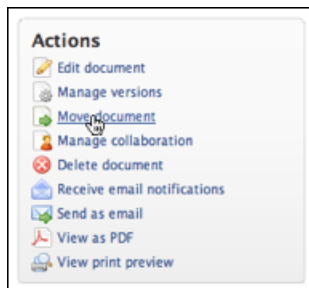 Actions
Edit document
Manage versions
Move document
Manage collaboration
Delete document
Receive email notifications
Send as email
View as PDF
View print preview